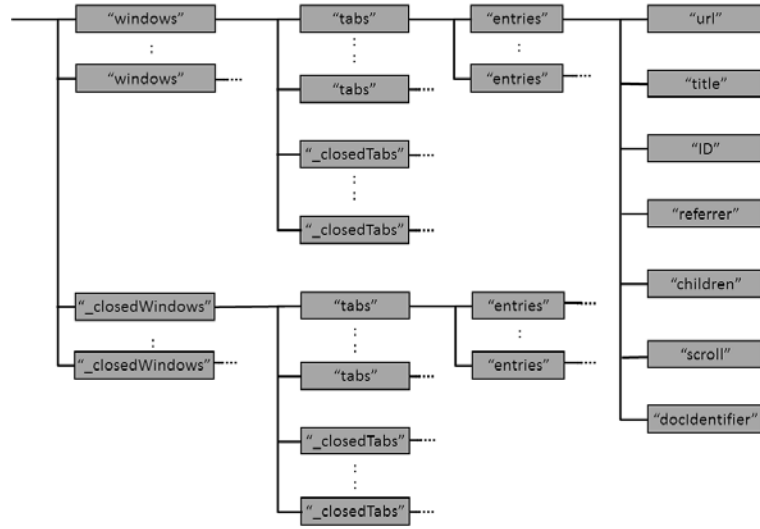 “windows” “tabs” “entries” “url”
“windows” “tabs” “entries” “title”
“_closedTabs” “ID”
“_closedTabs” “referrer”
“_closedWindows” “tabs” “entries” “children”
“_closedWindows” “tabs” “entries” “scroll”
“_closedTabs” “docIdentifier”
“_closedTabs”